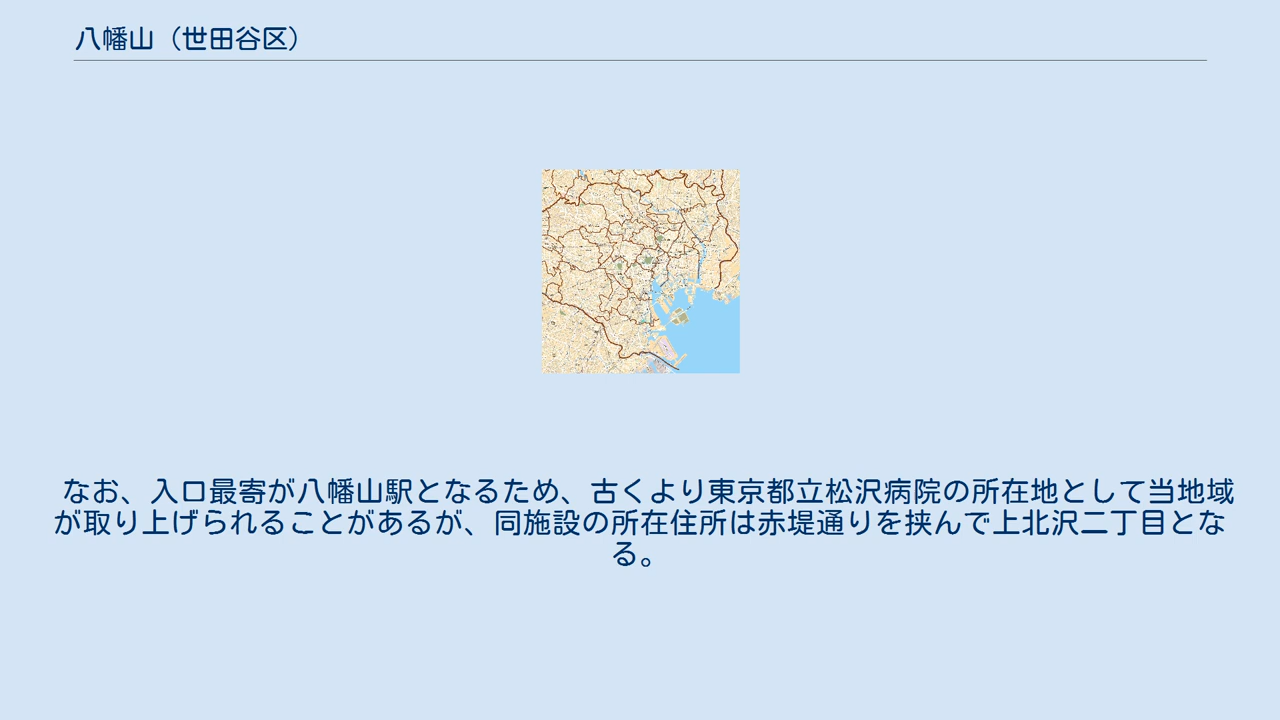 八幡山（世田谷区）
なお、入口最寄が八幡山駅となるため、古くより東京都立松沢病院の所在地として当地域
が取り上げられることがあるが、同施設の所在住所は赤堤通りを挟んで上北沢二丁目とな
る。